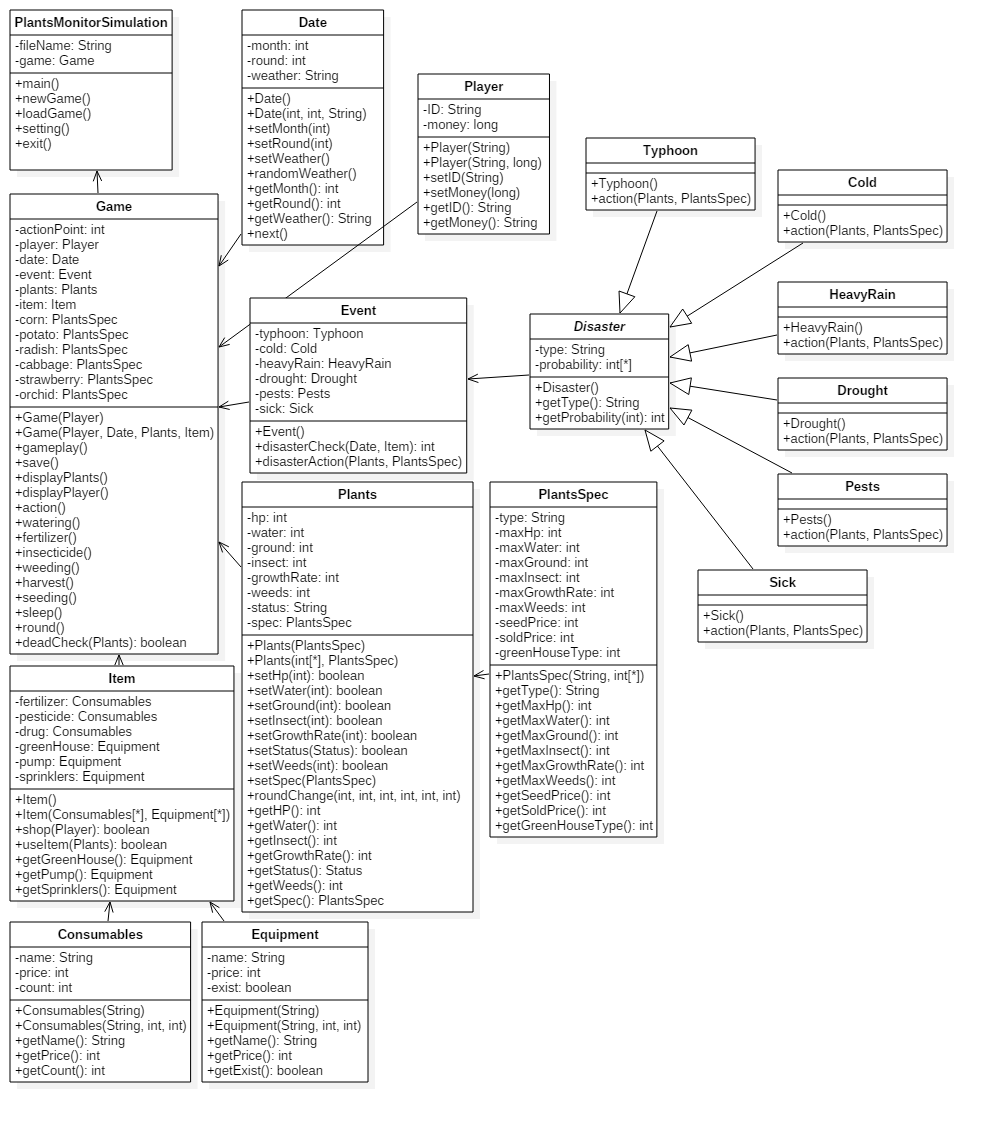 PlantsMonitorSimulation
-fileName: String
-game: Game
+main()
+newGame()
+loadGame()
+setting()
+exit()
Date
-month: int
-round: int
-weather: String
+Date()
+Date(int, int, String)
+setMonth(int)
+setRound(int)
+setWeather()
+randomWeather()
+getMonth(): int
+getRound(): int
+getWeather(): String
+next()
Player
-ID: String
-money: long
+Player(String)
+Player(String, long)
+setID(String)
+setMoney(long)
+getID(): String
+getMoney(): String
Typhoon
+Typhoon()
+action(Plants, PlantsSpec)
Cold
+Cold()
+action(Plants, PlantsSpec)
Game
-actionPoint: int
-player: Player
-date: Date
-event: Event
-plants: Plants
-item: Item
-corn: PlantsSpec
-potato: PlantsSpec
-radish: PlantsSpec
-cabbage: PlantsSpec
-strawberry: PlantsSpec
-orchid: PlantsSpec
+Game(Player)
+Game(Player, Date, Plants, Item)
+gameplay()
+save()
+displayPlants()
+displayPlayer()
+action()
+watering()
+fertilizer()
+insecticide()
+weeding()
+harvest()
+seeding()
+sleep()
+round()
+deadCheck(Plants): boolean
Event
-typhoon: Typhoon
-cold: Cold
-heavyRain: HeavyRain
-drought: Drought
-pests: Pests
-sick: Sick
+Event()
+disasterCheck(Date, Item): int
+disasterAction(Plants, PlantsSpec)
Disaster
-type: String
-probability: int[*]
+Disaster()
+getType(): String
+getProbability(int): int
HeavyRain
+HeavyRain()
+action(Plants, PlantsSpec)
Drought
+Drought()
+action(Plants, PlantsSpec)
Pests
+Pests()
+action(Plants, PlantsSpec)
Sick
+Sick()
+action(Plants, PlantsSpec)
Plants
-hp: int
-water: int
-ground: int
-insect: int
-growthRate: int
-weeds: int
-status: String
-spec: PlantsSpec
+Plants(PlantsSpec)
+Plants(int[*], PlantsSpec)
+setHp(int): boolean
+setWater(int): boolean
+setGround(int): boolean
+setInsect(int): boolean
+setGrowthRate(int): boolean
+setStatus(Status): boolean
+setWeeds(int): boolean
+setSpec(PlantsSpec)
+roundChange(int, int, int, int, int, int)
+getHP(): int
+getWater(): int
+getInsect(): int
+getGrowthRate(): int
+getStatus(): Status
+getWeeds(): int
+getSpec(): PlantsSpec
PlantsSpec
-type: String
-maxHp: int
-maxWater: int
-maxGround: int
-maxInsect: int
-maxGrowthRate: int
-maxWeeds: int
-seedPrice: int
-soldPrice: int
-greenHouseType: int
+PlantsSpec(String, int[*])
+getType(): String
+getMaxHp(): int
+getMaxWater(): int
+getMaxGround(): int
+getMaxInsect(): int
+getMaxGrowthRate(): int
+getMaxWeeds(): int
+getSeedPrice(): int
+getSoldPrice(): int
+getGreenHouseType(): int
Item
-fertilizer: Consumables
-pesticide: Consumables
-drug: Consumables
-greenHouse: Equipment
-pump: Equipment
-sprinklers: Equipment
+Item()
+Item(Consumables[*], Equipment[*])
+shop(Player): boolean
+useItem(Plants): boolean
+getGreenHouse(): Equipment
+getPump(): Equipment
+getSprinklers(): Equipment
Consumables
-name: String
-price: int
-count: int
+Consumables(String)
+Consumables(String, int, int)
+getName(): String
+getPrice(): int
+getCount(): int
Equipment
-name: String
-price: int
-exist: boolean
+Equipment(String)
+Equipment(String, int, int)
+getName(): String
+getPrice(): int
+getExist(): boolean